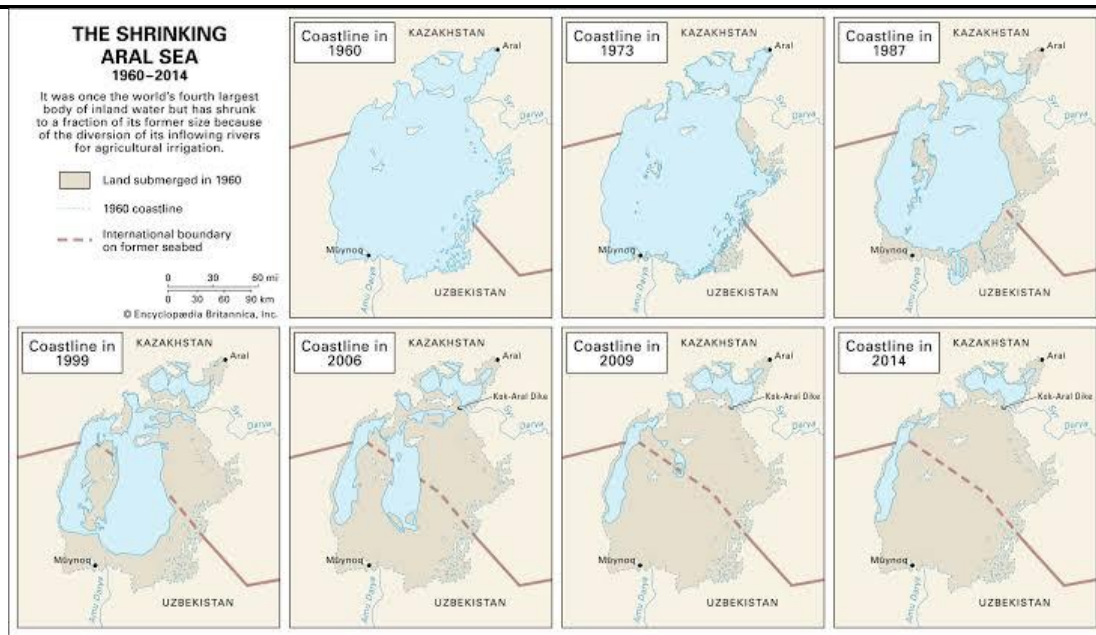 THE SHRINKING
ARAL SEA
1960–2014
It was once the world's fourth largest
body of inland water but has shrunk
to a fraction of its former size because
of the diversion of its inflowing rivers
for agricultural irrigation.
Land submerged in 1960
1960 coastline
International boundary
on former seabed
0 30 60 mi
0 30 60 90 km
© Encyclopædia Britannica, Inc.
Coastline in
1960
KAZAKHSTAN
Aral
Syr
Darya
Mŭynoq
Amu Darya
UZBEKISTAN
Coastline in
1973
KAZAKHSTAN
Aral
Syr
Darya
Mŭynoq
Amu Darya
UZBEKISTAN
Coastline in
1987
KAZAKHSTAN
Aral
Syr
Darya
Mŭynoq
Amu Darya
UZBEKISTAN
Coastline in
1999
KAZAKHSTAN
Aral
Syr
Darya
Mŭynoq
Amu Darya
UZBEKISTAN
Coastline in
2006
KAZAKHSTAN
Aral
Kok-Aral Dike
Syr
Darya
Mŭynoq
Amu Darya
UZBEKISTAN
Coastline in
2009
KAZAKHSTAN
Aral
Kok-Aral Dike
Syr
Darya
Mŭynoq
Amu Darya
UZBEKISTAN
Coastline in
2014
KAZAKHSTAN
Aral
Kok-Aral Dike
Syr
Darya
Mŭynoq
Amu Darya
UZBEKISTAN